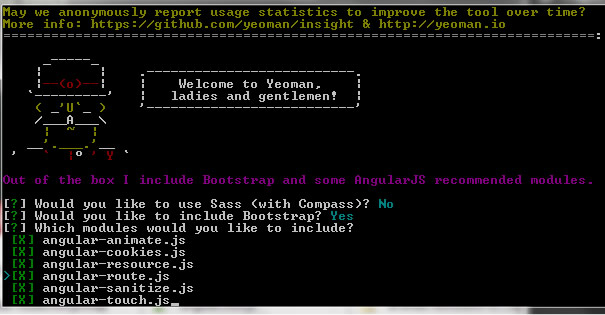 May we anonymously report usage statistics to improve the tool over time?
More info: https://github.com/yeoman/insight & http://yeoman.io
Welcome to Yeoman,
ladies and gentlemen!
Out of the box I include Bootstrap and some AngularJS recommended modules.
[?] Would you like to use Sass (with Compass)? No
[?] Would you like to include Bootstrap? Yes
[?] Which modules would you like to include?
[X] angular-animate.js
[X] angular-cookies.js
[X] angular-resource.js
>[X] angular-route.js
[X] angular-sanitize.js
[X] angular-touch.js